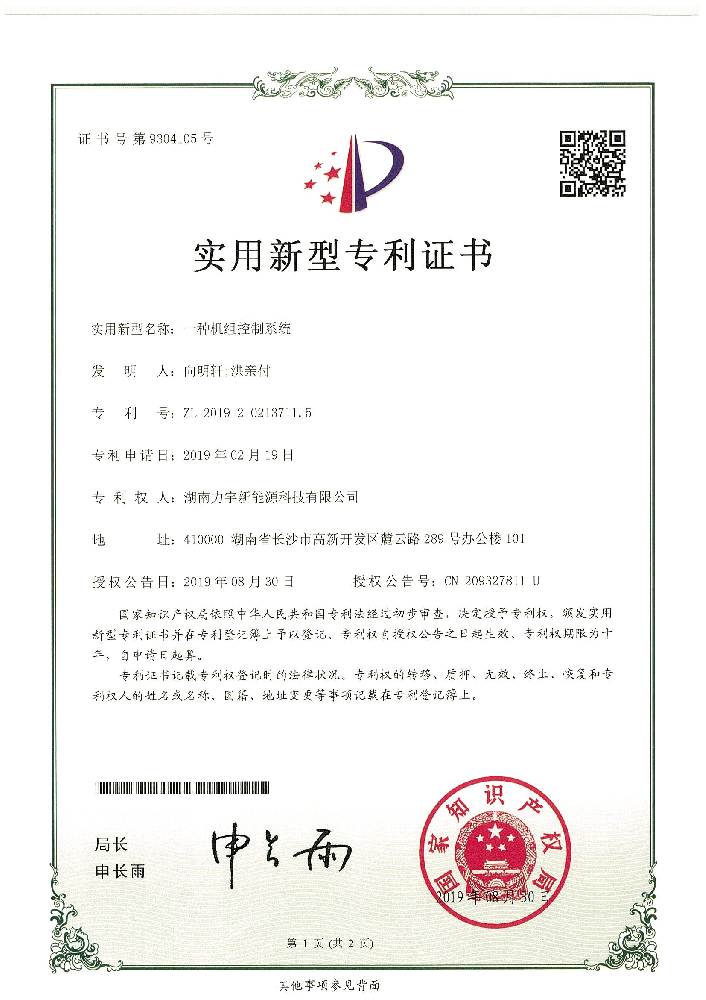 证书号第9304105号
实用新型专利证书
实用新型名称：一种机组控制系统
发明人：向明轩;洪亲付
专利号：ZL 2019 2 0213711.5
专利申请日：2019年02月19日
专利权人：湖南力宇新能源科技有限公司
地址：410000 湖南省长沙市高新开发区麓云路289号办公楼101
授权公告日：2019年08月30日 授权公告号：CN 209327811 U
国家知识产权局依照中华人民共和国专利法经过初步审查，决定授予专利权，颁发实用
新型专利证书并在专利登记簿上予以登记。专利权自授权公告之日起生效。专利权期限为十
年，自申请日起算。
专利证书记载专利权登记时的法律状况。专利权的转移、质押、无效、终止、恢复和专
利权人的姓名或名称、国籍、地址变更等事项记载在专利登记簿上。
局长
申长雨
申长雨
国家知识产权局
2019年08月30日
第 1 页 (共 2 页)
其他事项参见背面